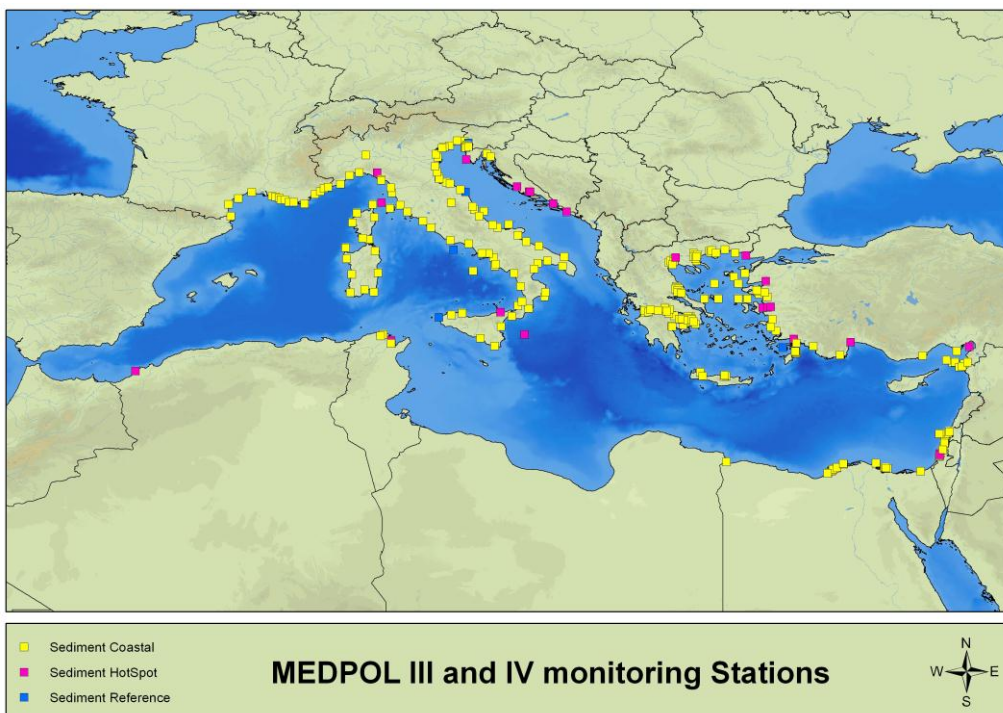 Sediment Coastal
Sediment HotSpot
Sediment Reference
MEDPOL III and IV monitoring Stations
N
W E
S